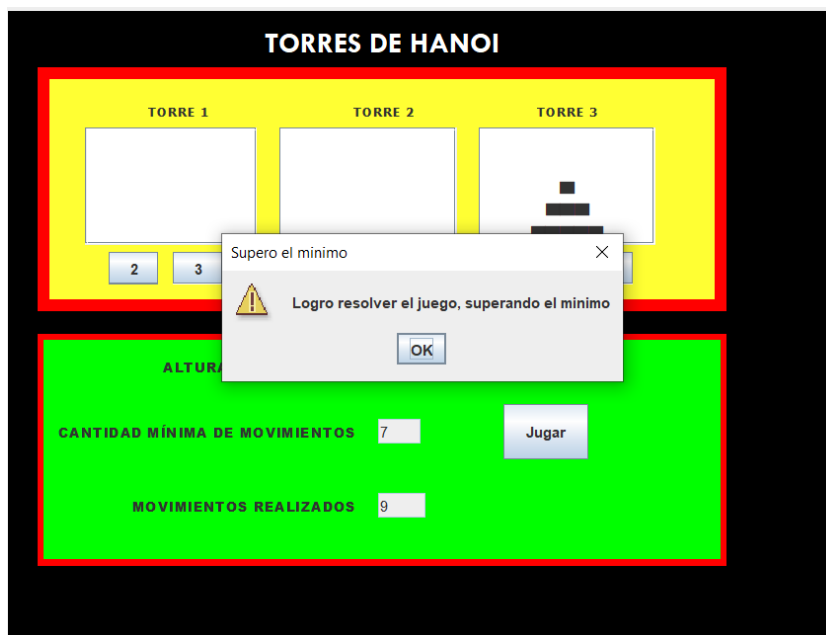 TORRES DE HANOI
TORRE 1 TORRE 2 TORRE 3
Supero el minimo
2 3
Logro resolver el juego, superando el minimo
OK
CANTIDAD MÍNIMA DE MOVIMIENTOS 7 Jugar
MOVIMIENTOS REALIZADOS 9